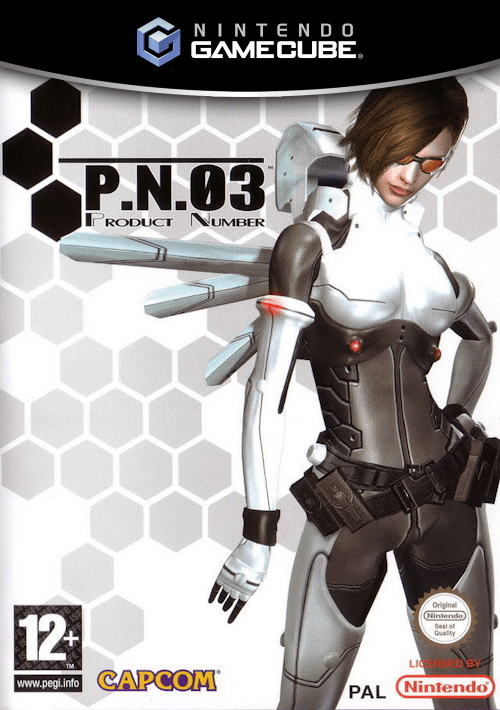 NINTENDO
GAMECUBE®
P.N.03™
PRODUCT NUMBER
12+
TM
www.pegi.info
CAPCOM®
PAL
Original
Nintendo
Seal of
Quality
LICENSED BY
Nintendo®